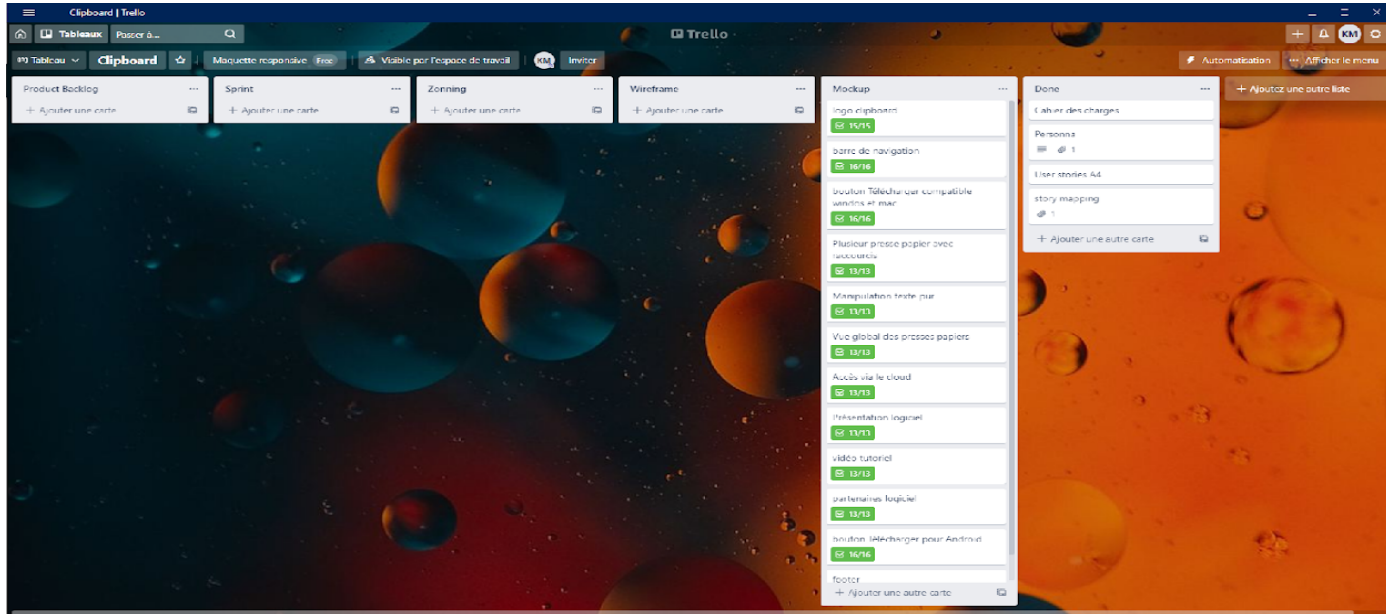 Clipboard | Trello
Tableaux
Passer à...
Trello
KM
Tableau
Clipboard
Maquette responsive
Free
Visible par l'espace de travail
KM
Inviter
Automatisation
Afficher le menu
Product Backlog
+ Ajouter une carte
Sprint
+ Ajouter une carte
Zonning
+ Ajouter une carte
Wireframe
+ Ajouter une carte
Mockup
logo clipboard
15/15
barre de navigation
16/16
bouton Télécharger compatible
windos et mac
16/16
Plusieur presse papier avec
raccourcis
13/13
Manipulation texte pur
13/13
Vue global des presses papiers
13/13
Accès via le cloud
13/13
Présentation logiciel
13/13
vidéo tutoriel
13/13
partenaires logiciel
13/13
bouton Télécharger pour Android
16/16
footer
+ Ajouter une autre carte
Done
Cahier des charges
Personna
1
User stories A4
story mapping
1
+ Ajouter une autre carte
+ Ajoutez une autre liste